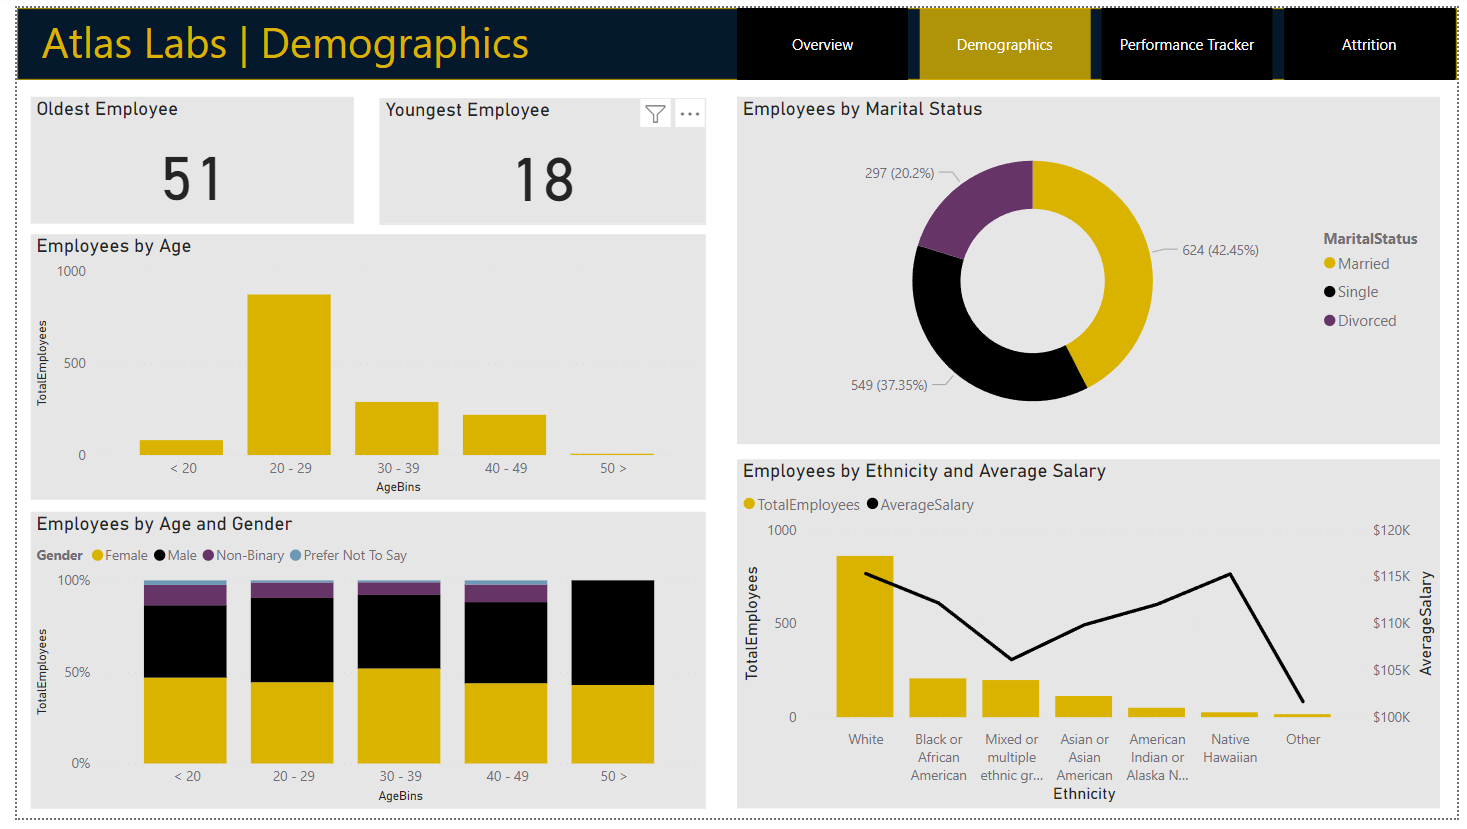 Atlas Labs | Demographics
Overview
Demographics
Performance Tracker
Attrition
Oldest Employee
51
Youngest Employee
18
Employees by Age
1000
500
0
TotalEmployees
< 20
20 - 29
30 - 39
40 - 49
50 >
AgeBins
Employees by Age and Gender
Gender Female Male Non-Binary Prefer Not To Say
100%
50%
0%
TotalEmployees
< 20
20 - 29
30 - 39
40 - 49
50 >
AgeBins
Employees by Marital Status
297 (20.2%)
624 (42.45%)
549 (37.35%)
MaritalStatus
Married
Single
Divorced
Employees by Ethnicity and Average Salary
TotalEmployees AverageSalary
1000
500
0
TotalEmployees
$120K
$115K
$110K
$105K
$100K
AverageSalary
White
Black or
African
American
Mixed or
multiple
ethnic gr...
Asian or
Asian
American
American
Indian or
Alaska N...
Native
Hawaiian
Other
Ethnicity